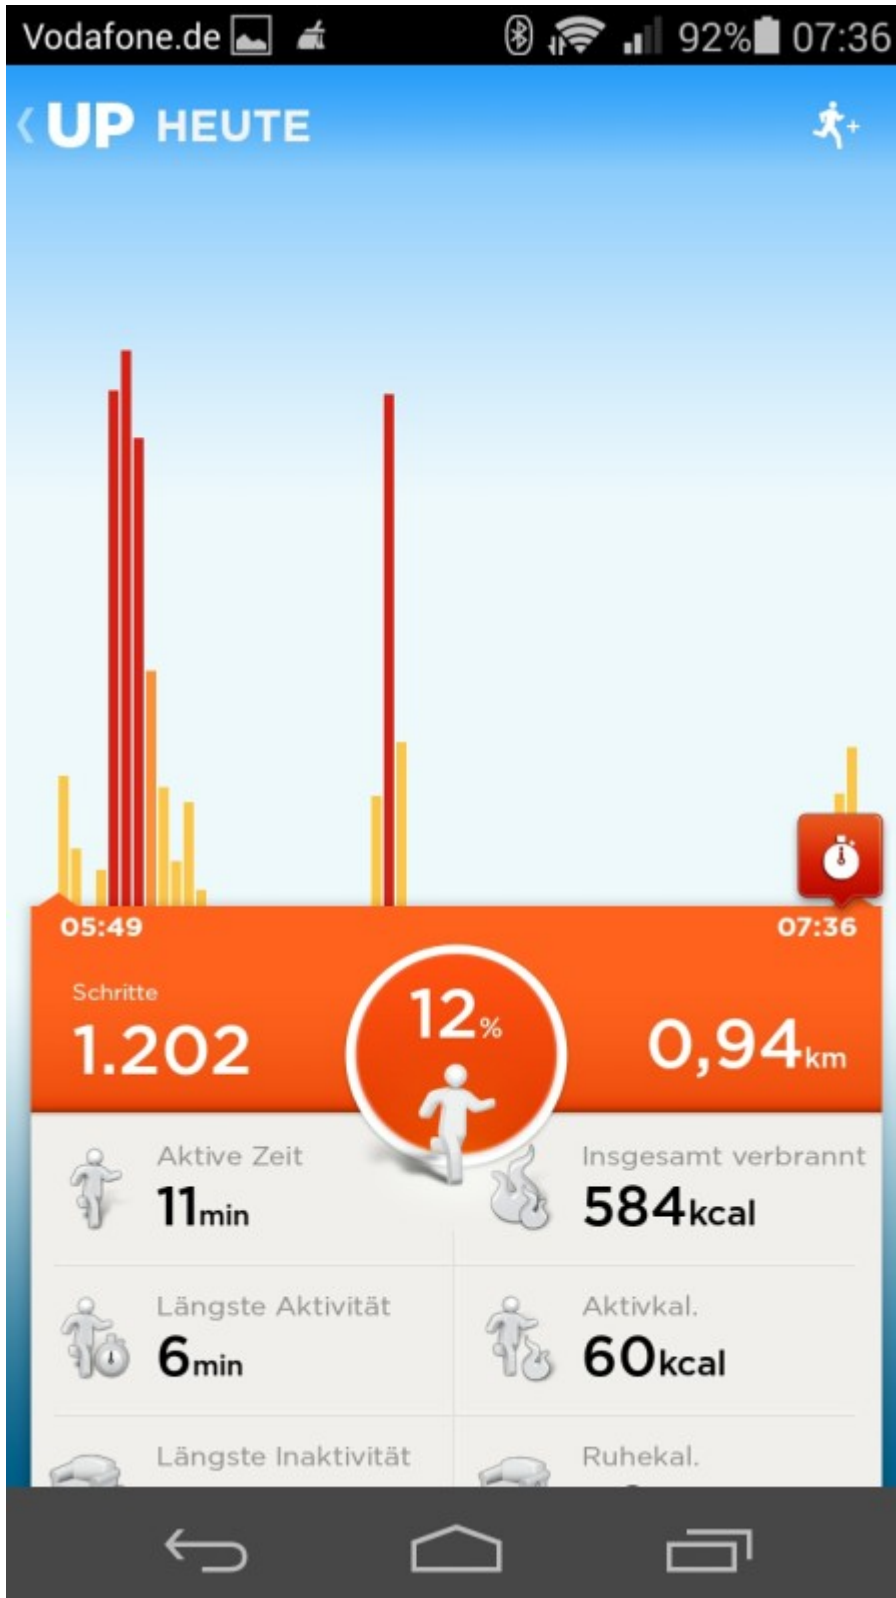 Vodafone.de 92% 07:36
UP HEUTE
05:49 07:36
Schritte
1.202 12% 0,94km
Aktive Zeit Insgesamt verbrannt
11min 584kcal
Längste Aktivität Aktivkal.
6min 60kcal
Längste Inaktivität Ruhekal.